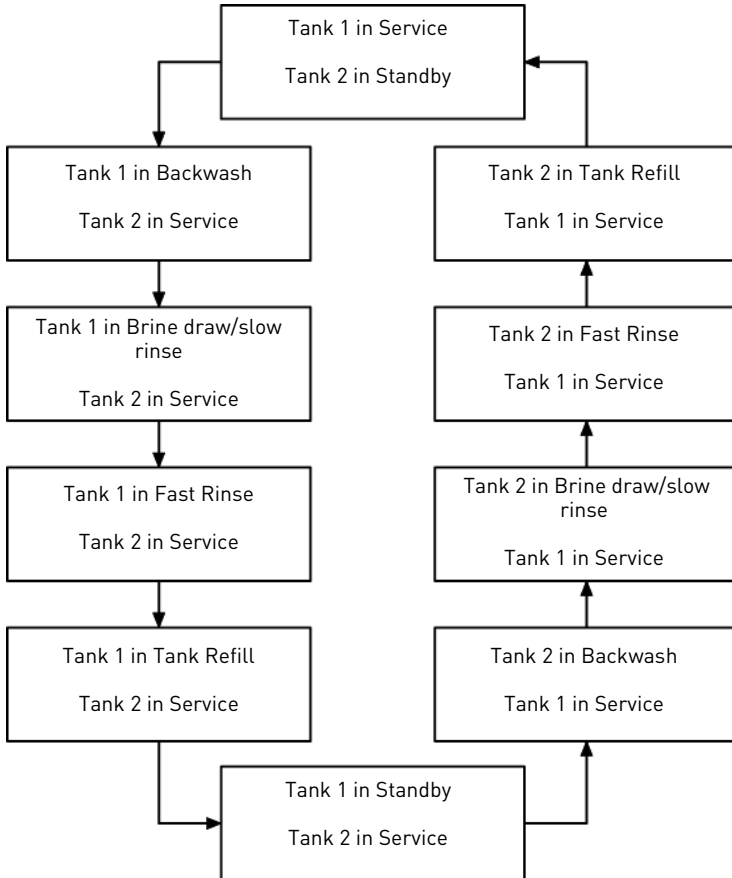 Tank 1 in Service
Tank 2 in Standby
Tank 1 in Backwash
Tank 2 in Service
Tank 1 in Brine draw/slow
rinse
Tank 2 in Service
Tank 1 in Fast Rinse
Tank 2 in Service
Tank 1 in Tank Refill
Tank 2 in Service
Tank 1 in Standby
Tank 2 in Service
Tank 2 in Backwash
Tank 1 in Service
Tank 2 in Brine draw/slow
rinse
Tank 1 in Service
Tank 2 in Fast Rinse
Tank 1 in Service
Tank 2 in Tank Refill
Tank 1 in Service